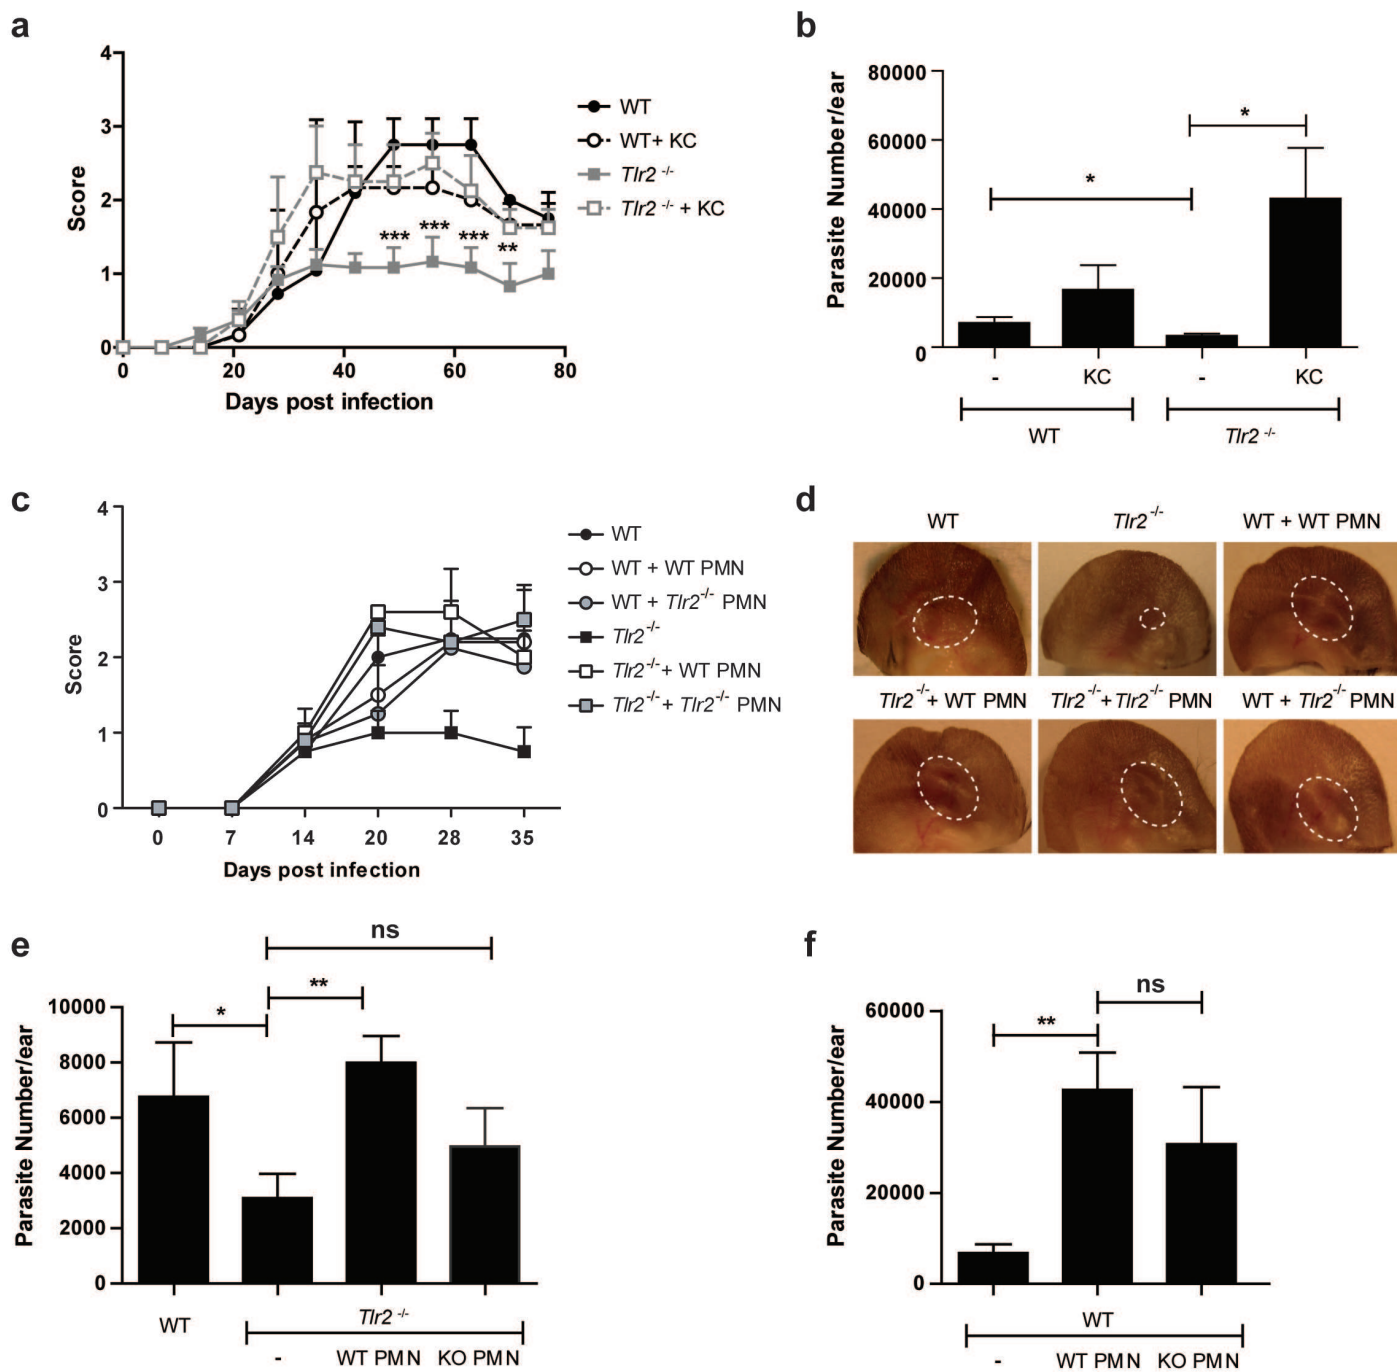 a
4
3
2
1
0
Score
0 20 40 60 80
Days post infection
*** *** *** **
WT
WT+ KC
Tlr2 -/-
Tlr2 -/- + KC
b
80000
60000
40000
20000
0
Parasite Number/ear
*
*
- KC - KC
WT Tlr2 -/-
c
4
3
2
1
0
Score
0 7 14 20 28 35
Days post infection
WT
WT + WT PMN
WT + Tlr2-/- PMN
Tlr2-/-
Tlr2-/- + WT PMN
Tlr2-/- + Tlr2-/- PMN
d
WT Tlr2-/- WT + WT PMN
Tlr2-/- + WT PMN Tlr2-/- + Tlr2-/- PMN WT + Tlr2-/- PMN
e
ns
**
*
10000
8000
6000
4000
2000
0
Parasite Number/ear
WT Tlr2 -/-
- WT PMN KO PMN
f
ns
**
60000
40000
20000
0
Parasite Number/ear
WT
- WT PMN KO PMN